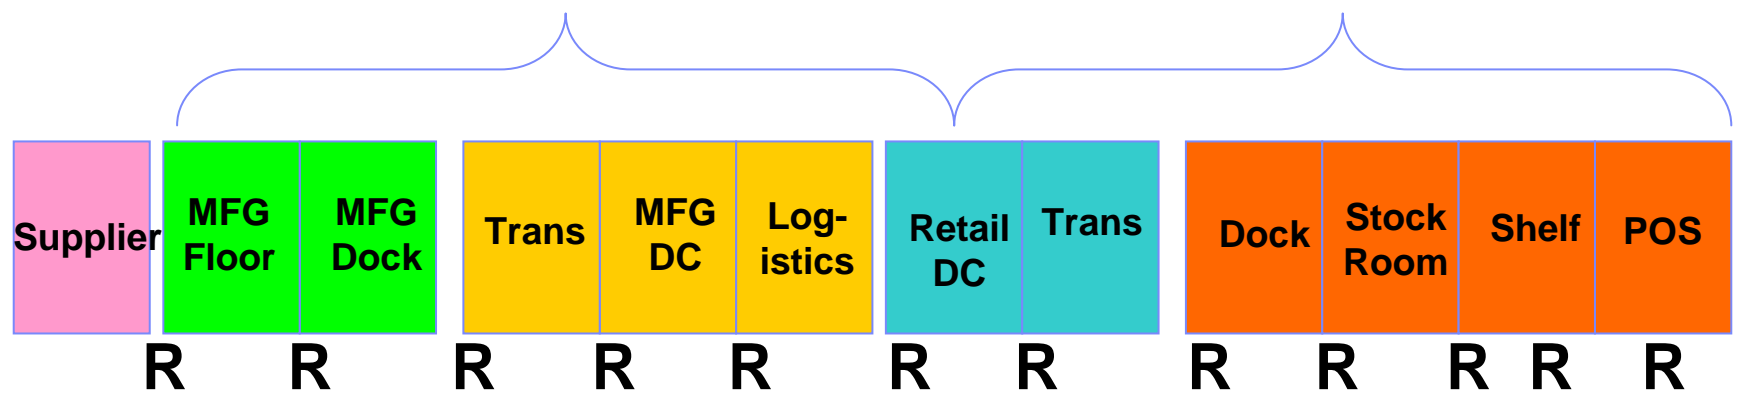 Supplier
MFG
Floor
MFG
Dock
Trans
MFG
DC
Log-
istics
Retail
DC
Trans
Dock
Stock
Room
Shelf
POS
R R R R R R R R R R R R